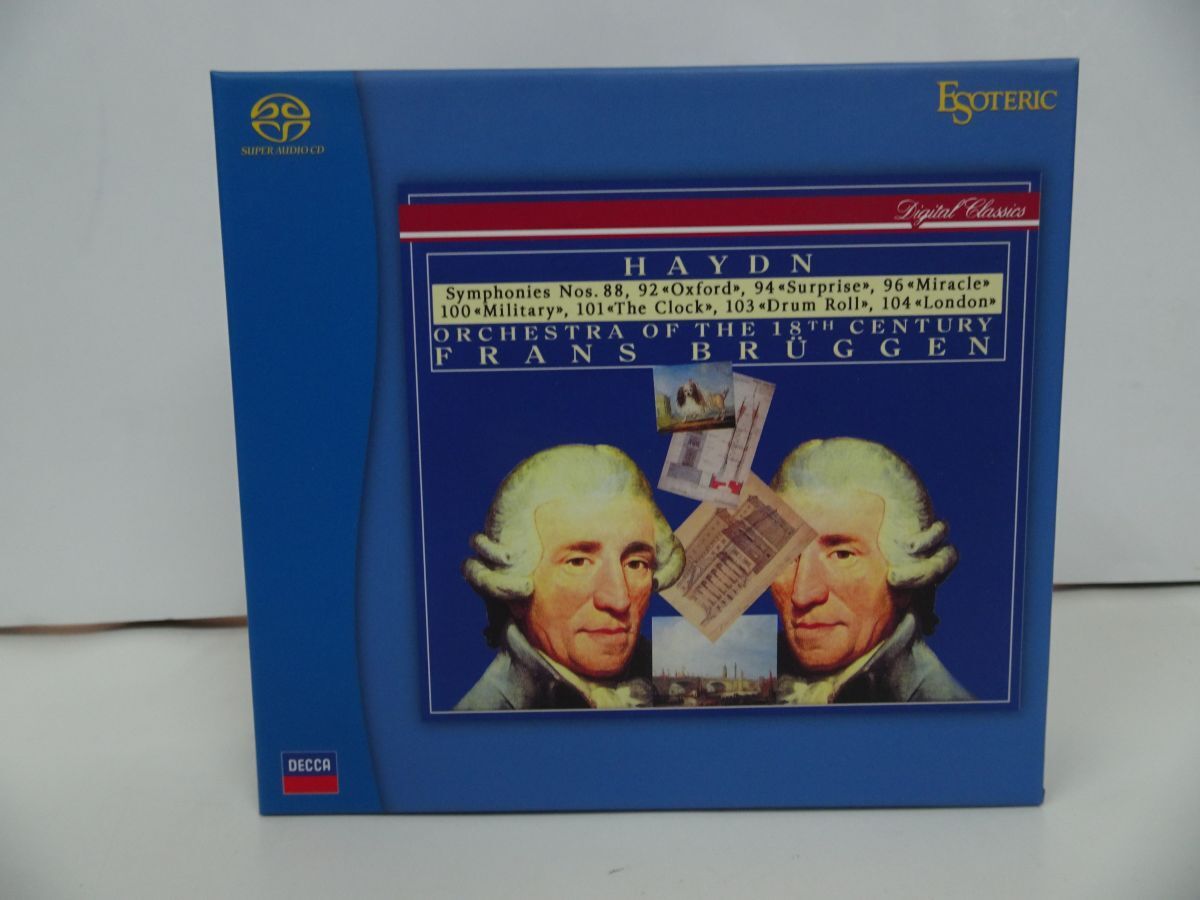 SUPER AUDIO CD
ESOTERIC
Digital Classics
HAYDN
Symphonies Nos. 88, 92 «Oxford», 94 «Surprise», 96 «Miracle»
100 «Military», 101 «The Clock», 103 «Drum Roll», 104 «London»
ORCHESTRA OF THE 18TH CENTURY
FRANS BRÜGGEN
DECCA